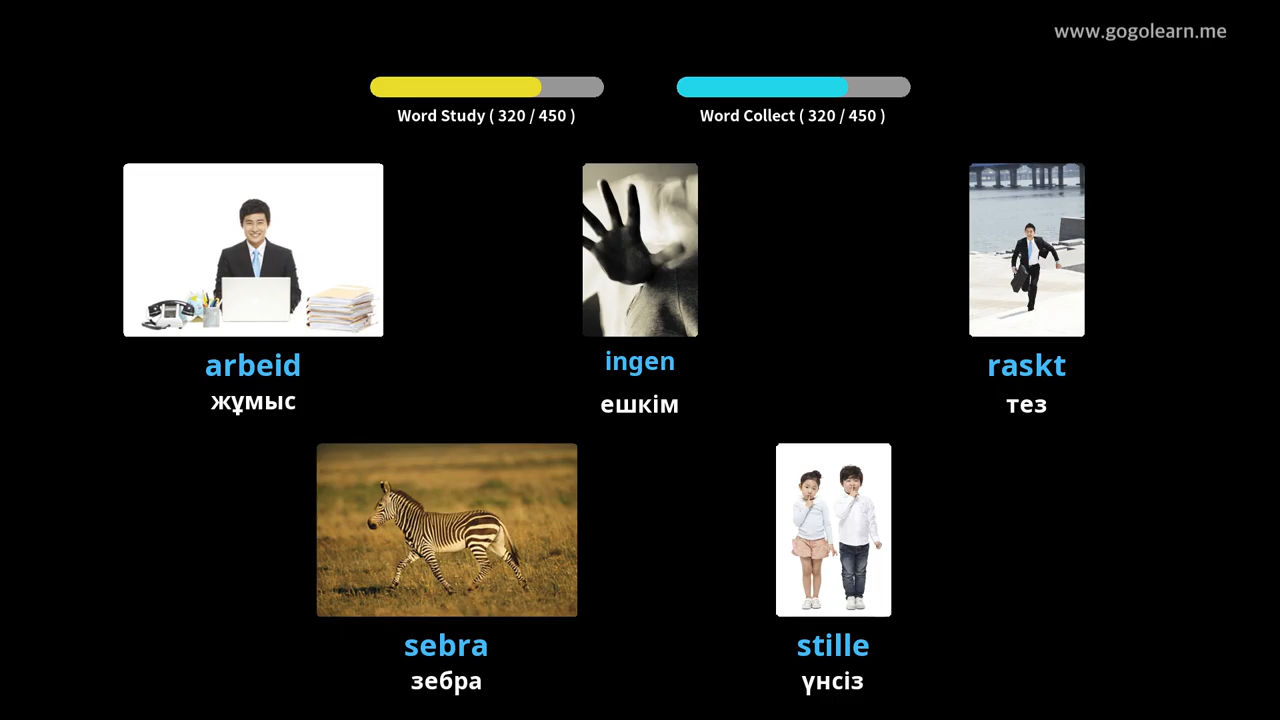 www.gogolearn.me
Word Study ( 320 / 450 )
Word Collect ( 320 / 450 )
arbeid
жұмыс
ingen
ешкім
raskt
тез
sebra
зебра
stille
үнсіз